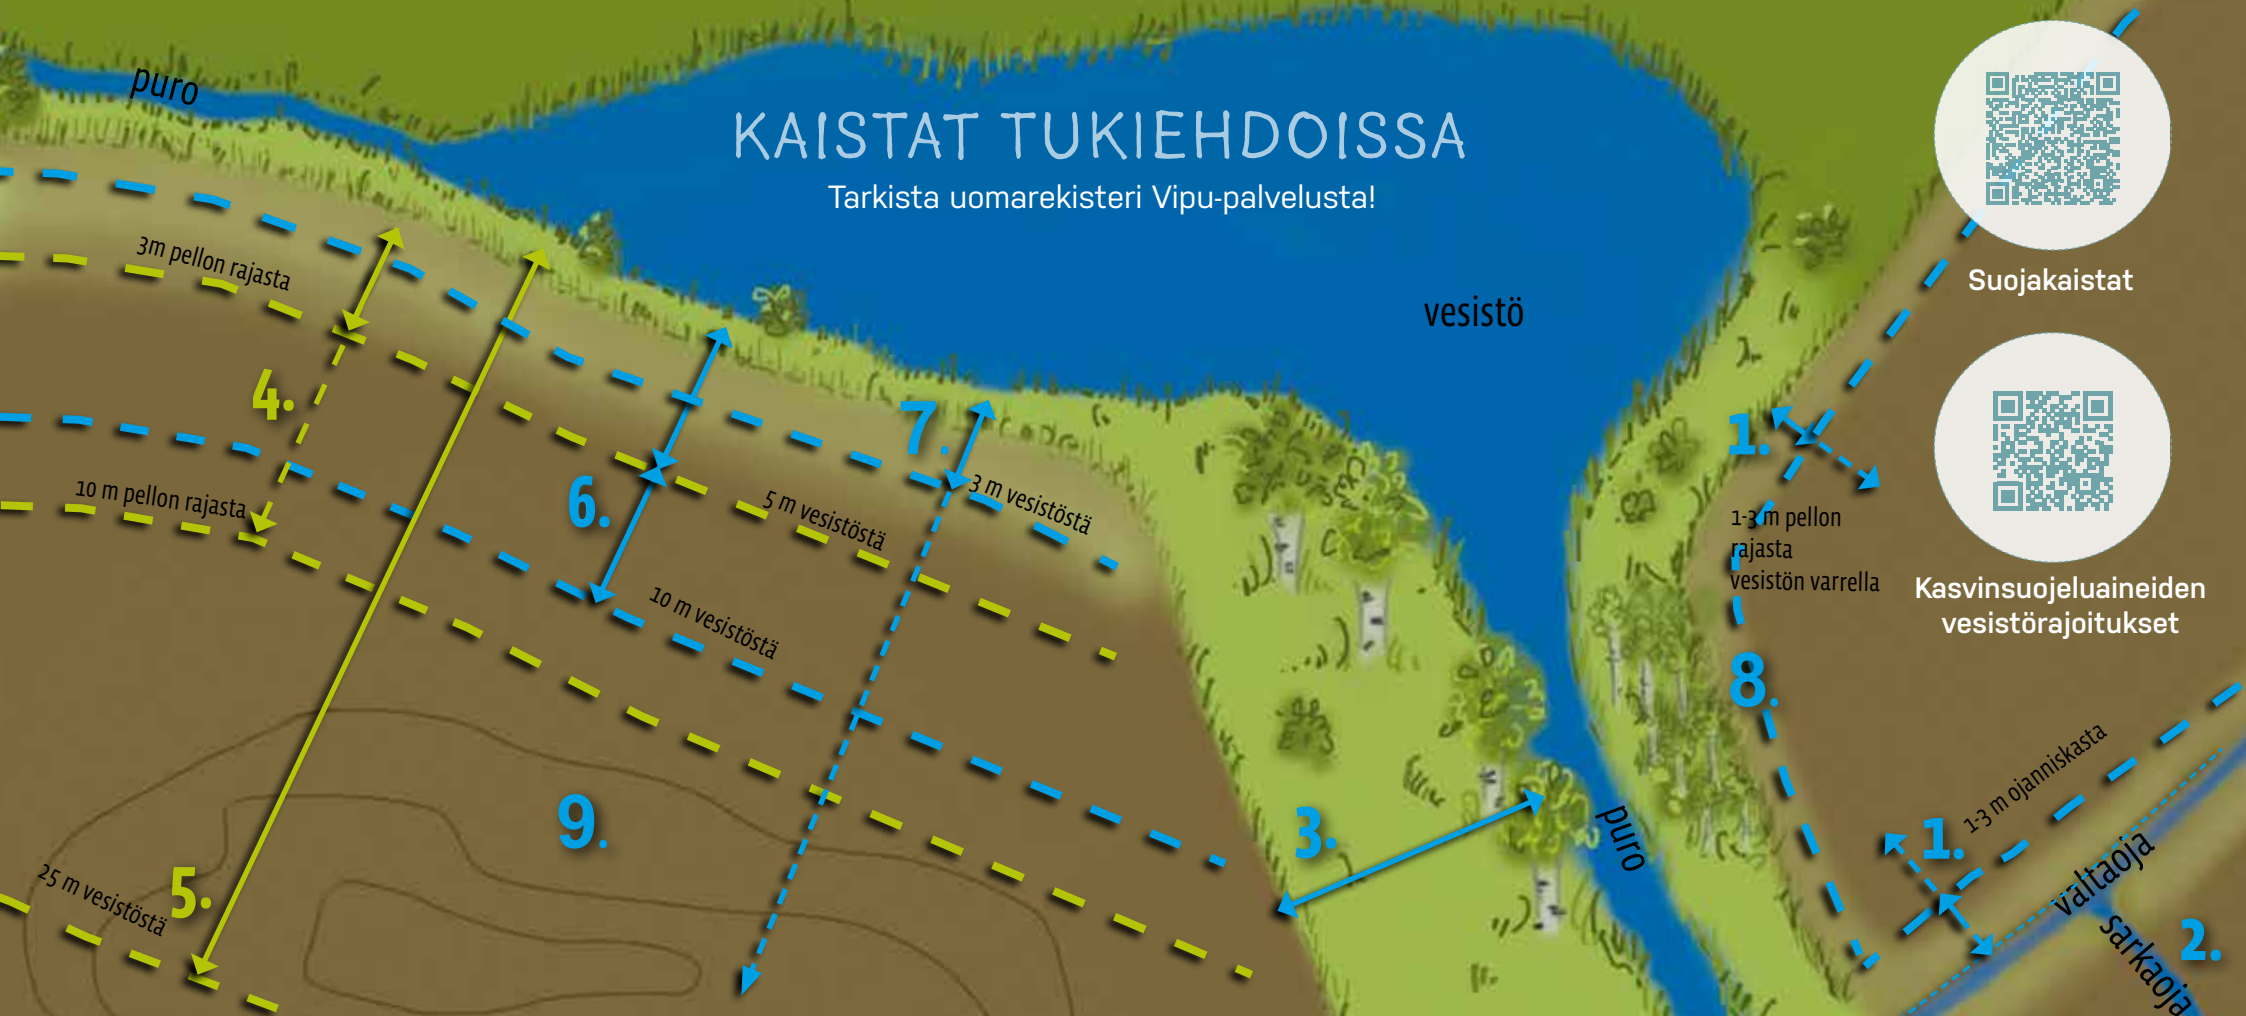 puro
KAISTAT TUKIEHDOISSA
Tarkista uomarekisteri Vipu-palvelusta!
vesistö
Suojakaistat
Kasvinsuojeluaineiden
vesistörajoitukset
3m pellon rajasta
4.
10 m pellon rajasta
6.
7.
3 m vesistöstä
5 m vesistöstä
10 m vesistöstä
1.
1-3 m pellon
rajasta
vesistön varrella
8.
9.
5.
25 m vesistöstä
3.
puro
1.
1-3 m ojanniskasta
valtaoja
sarkaoja
2.